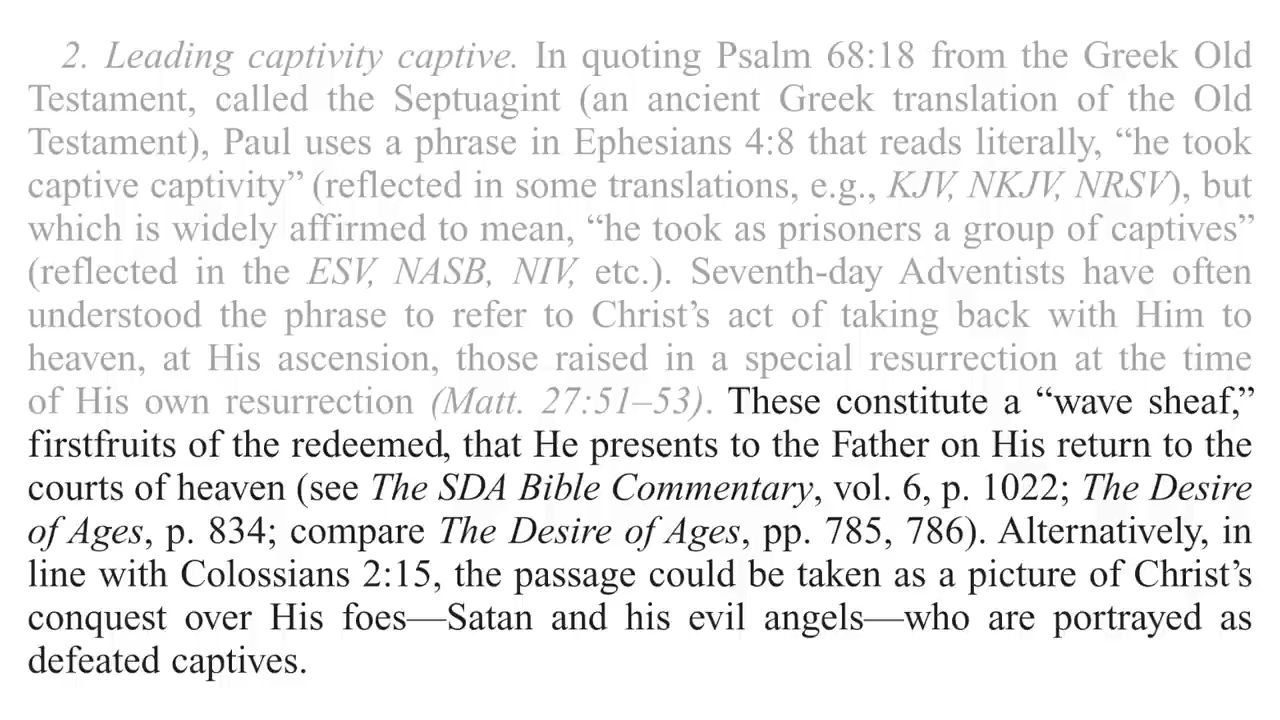 2. Leading captivity captive. In quoting Psalm 68:18 from the Greek Old
Testament, called the Septuagint (an ancient Greek translation of the Old
Testament), Paul uses a phrase in Ephesians 4:8 that reads literally, “he took
captive captivity” (reflected in some translations, e.g., KJV, NKJV, NRSV), but
which is widely affirmed to mean, “he took as prisoners a group of captives”
(reflected in the ESV, NASB, NIV, etc.). Seventh-day Adventists have often
understood the phrase to refer to Christ’s act of taking back with Him to
heaven, at His ascension, those raised in a special resurrection at the time
of His own resurrection (Matt. 27:51–53). These constitute a “wave sheaf,”
firstfruits of the redeemed, that He presents to the Father on His return to the
courts of heaven (see The SDA Bible Commentary, vol. 6, p. 1022; The Desire
of Ages, p. 834; compare The Desire of Ages, pp. 785, 786). Alternatively, in
line with Colossians 2:15, the passage could be taken as a picture of Christ’s
conquest over His foes—Satan and his evil angels—who are portrayed as
defeated captives.